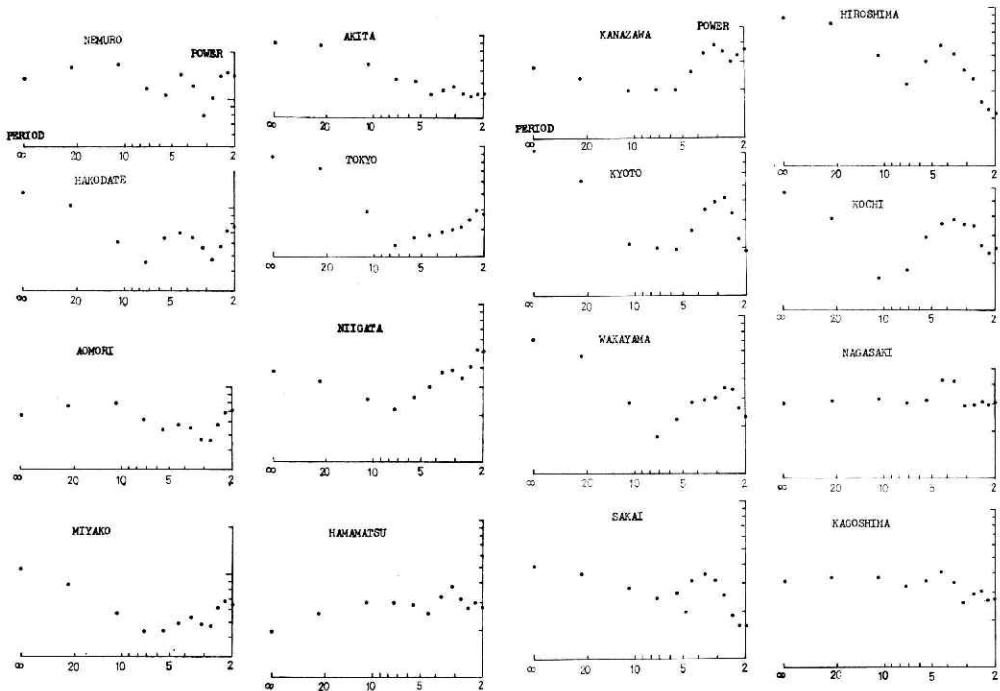 NEMURO
POWER
PERIOD
∞ 20 10 5 2
HAKODATE
∞ 20 10 5 2
AOMORI
∞ 20 10 5 2
MIYAKO
∞ 20 10 5 2
AKITA
∞ 20 10 5 2
TOKYO
∞ 20 10 5 2
NIIGATA
∞ 20 10 5 2
HAMAMATSU
∞ 20 10 5 2
KANAZAWA
POWER
PERIOD
∞ 20 10 5 2
KYOTO
∞ 20 10 5 2
WAKAYAMA
∞ 20 10 5 2
SAKAI
∞ 20 10 5 2
HIROSHIMA
∞ 20 10 5 2
KOCHI
∞ 20 10 5 2
NAGASAKI
∞ 20 10 5 2
KAGOSHIMA
∞ 20 10 5 2